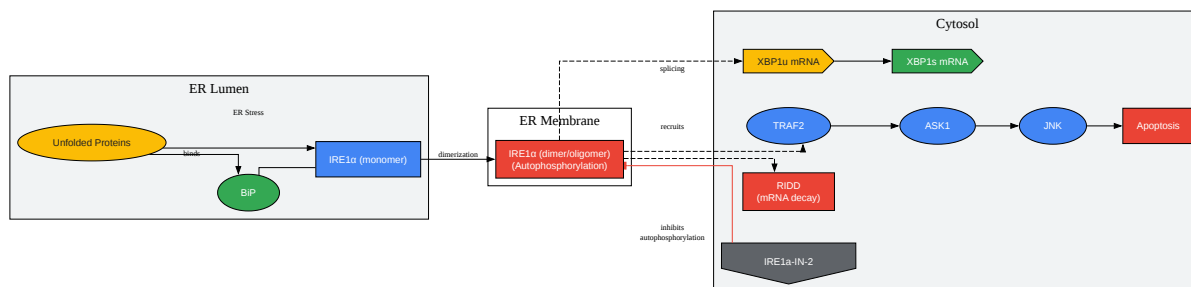 ER Lumen
ER Stress
Unfolded Proteins
binds
BiP
IRE1α (monomer)
dimerization
ER Membrane
IRE1α (dimer/oligomer)
(Autophosphorylation)
splicing
recruits
inhibits
autophosphorylation
Cytosol
XBP1u mRNA
XBP1s mRNA
TRAF2
ASK1
JNK
Apoptosis
RIDD
(mRNA decay)
IRE1a-IN-2